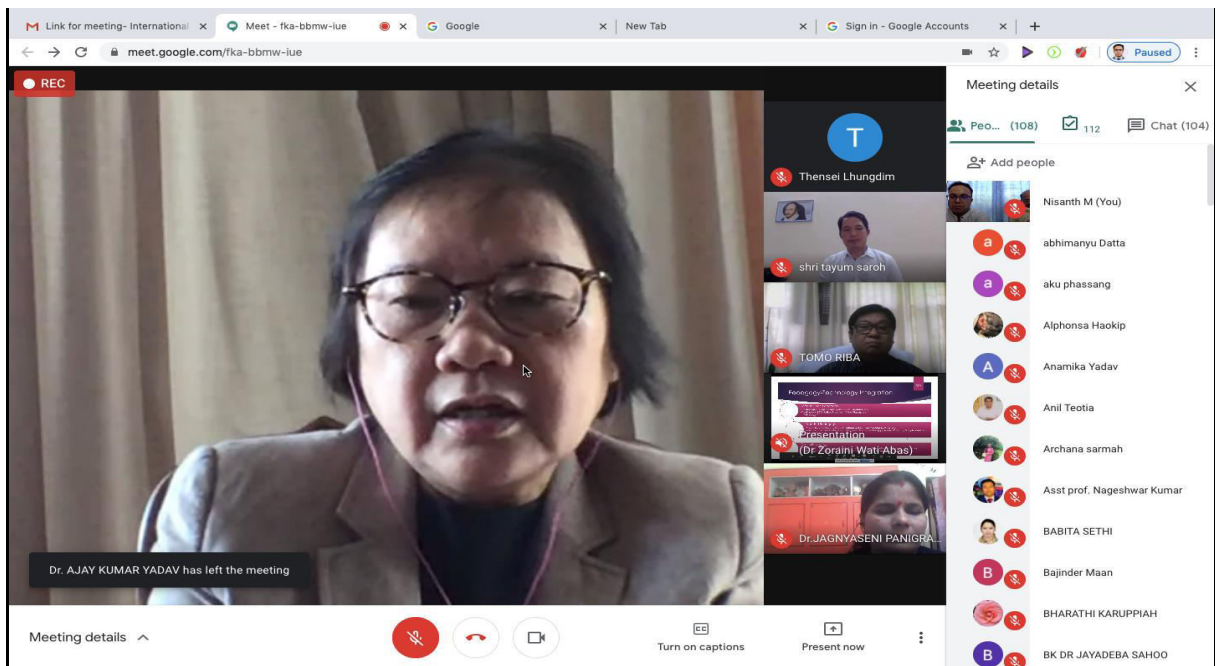 Link for meeting- International
Meet - fka-bbmw-iue
Google
New Tab
Sign in - Google Accounts
meet.google.com/fka-bbmw-iue
Paused
REC
Meeting details
Peo... (108)
112
Chat (104)
Add people
T
Thensei Lhungdim
shri tayum saroh
TOMO RIBA
Pedagogy-Technology Integration
Presentation
(Dr Zoraini Wati Abas)
Dr.JAGNYASENI PANIGRA...
Nisanth M (You)
a
abhimanyu Datta
a
aku phassang
Alphonsa Haokip
A
Anamika Yadav
Anil Teotia
Archana sarmah
Asst prof. Nageshwar Kumar
BABITA SETHI
B
Bajinder Maan
BHARATHI KARUPPIAH
B
BK DR JAYADEBA SAHOO
Dr. AJAY KUMAR YADAV has left the meeting
Meeting details
CC
Turn on captions
Present now